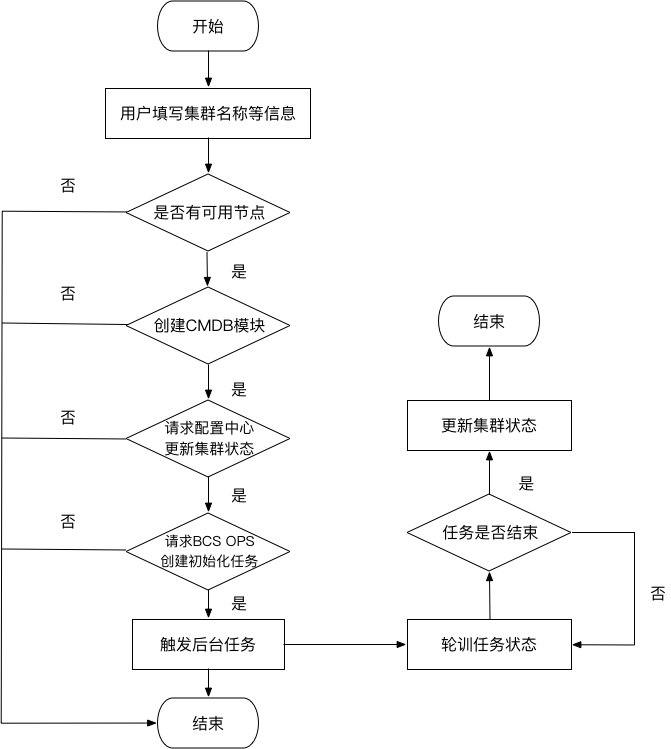 开始
用户填写集群名称等信息
否
是否有可用节点
是
否
创建CMDB模块
是
否
请求配置中心
更新集群状态
是
否
请求BCS OPS
创建初始化任务
是
触发后台任务
结束
结束
更新集群状态
是
任务是否结束
否
轮训任务状态